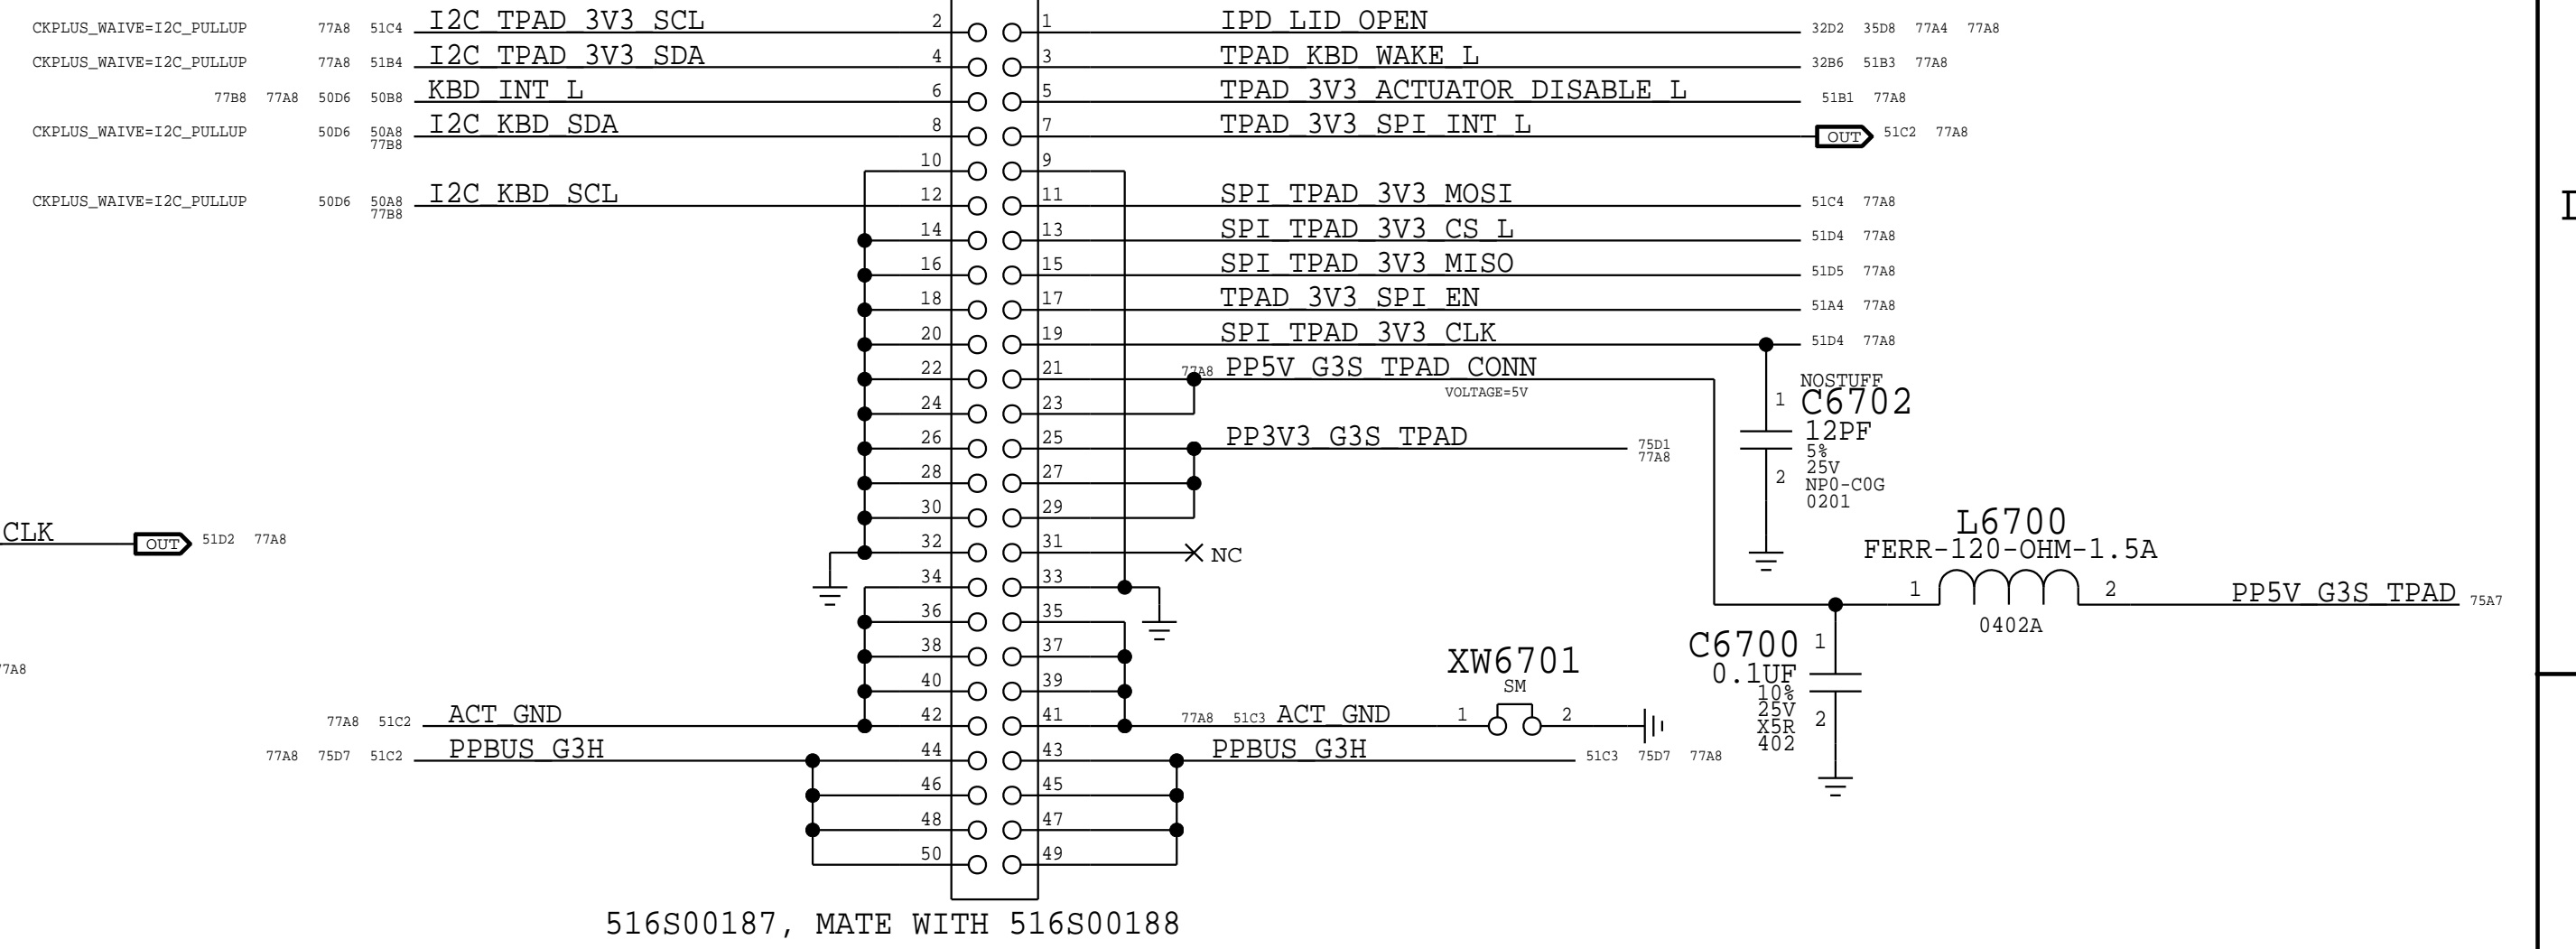 CKPLUS_WAIVE=I2C_PULLUP 77A8 51C4 I2C_TPAD_3V3_SCL 2 1 IPD_LID_OPEN 32D2 35D8 77A4 77A8
CKPLUS_WAIVE=I2C_PULLUP 77A8 51B4 I2C_TPAD_3V3_SDA 4 3 TPAD_KBD_WAKE_L 32B6 51B3 77A8
77B8 77A8 50D6 50B8 KBD_INT_L 6 5 TPAD_3V3_ACTUATOR_DISABLE_L 51B1 77A8
CKPLUS_WAIVE=I2C_PULLUP 50D6 50A8 I2C_KBD_SDA 8 7 TPAD_3V3_SPI_INT_L OUT 51C2 77A8
77B8
10 9
CKPLUS_WAIVE=I2C_PULLUP 50D6 50A8 I2C_KBD_SCL 12 11 SPI_TPAD_3V3_MOSI 51C4 77A8
77B8
14 13 SPI_TPAD_3V3_CS_L 51D4 77A8
16 15 SPI_TPAD_3V3_MISO 51D5 77A8
18 17 TPAD_3V3_SPI_EN 51A4 77A8
20 19 SPI_TPAD_3V3_CLK 51D4 77A8
22 21 77A8 PP5V_G3S_TPAD_CONN
VOLTAGE=5V
NOSTUFF
1 C6702
12PF
5%
25V
2 NP0-C0G
0201
24 23
26 25 PP3V3_G3S_TPAD 75D1
77A8
28 27
30 29
CLK OUT 51D2 77A8
32 31 NC
34 33
L6700
FERR-120-OHM-1.5A
1 2 PP5V_G3S_TPAD 75A7
0402A
36 35
38 37
77A8
40 39
XW6701
SM
C6700 1
0.1UF
10%
25V
X5R 2
402
77A8 51C2 ACT_GND 42 41 77A8 51C3 ACT_GND 1 2
77A8 75D7 51C2 PPBUS_G3H 44 43 PPBUS_G3H 51C3 75D7 77A8
46 45
48 47
50 49
516S00187, MATE WITH 516S00188